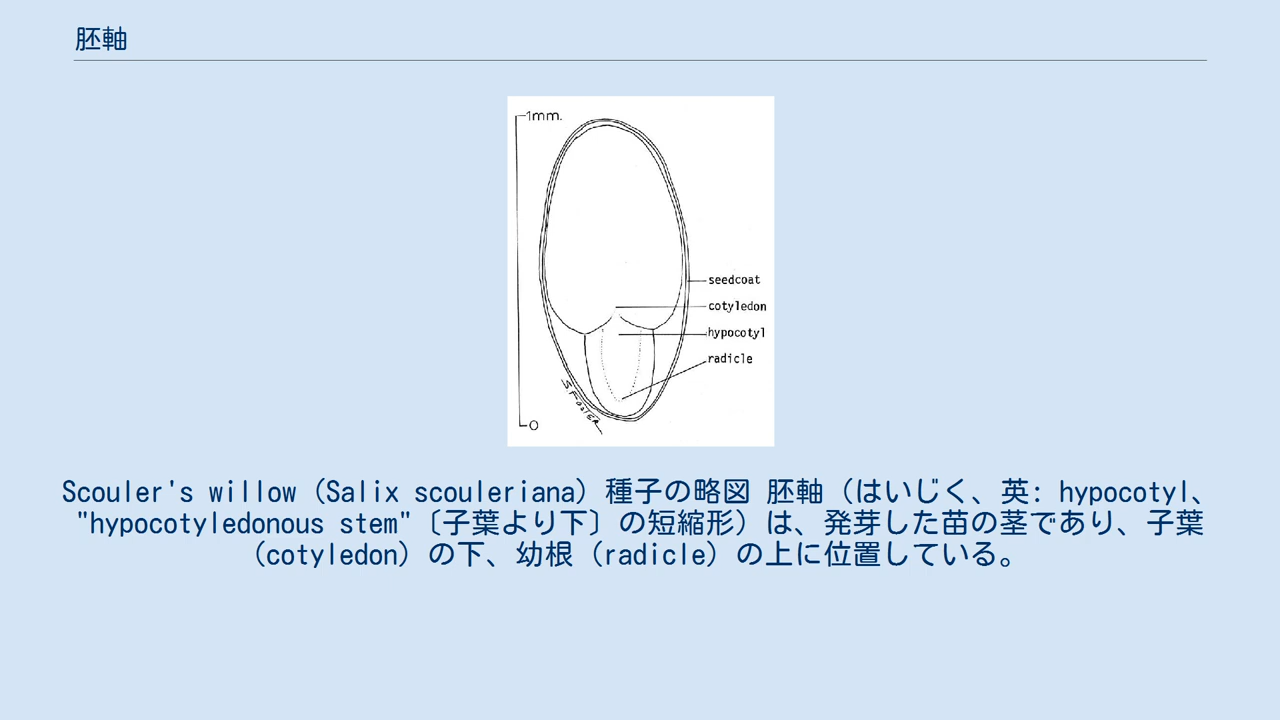 胚軸
1mm.
seedcoat
cotyledon
hypocotyl
radicle
S FOSTER
0
Scouler's willow (Salix scouleriana) 種子の略図 胚軸（はいじく、英: hypocotyl、
"hypocotyledonous stem"〔子葉より下〕の短縮形）は、発芽した苗の茎であり、子葉
（cotyledon）の下、幼根（radicle）の上に位置している。